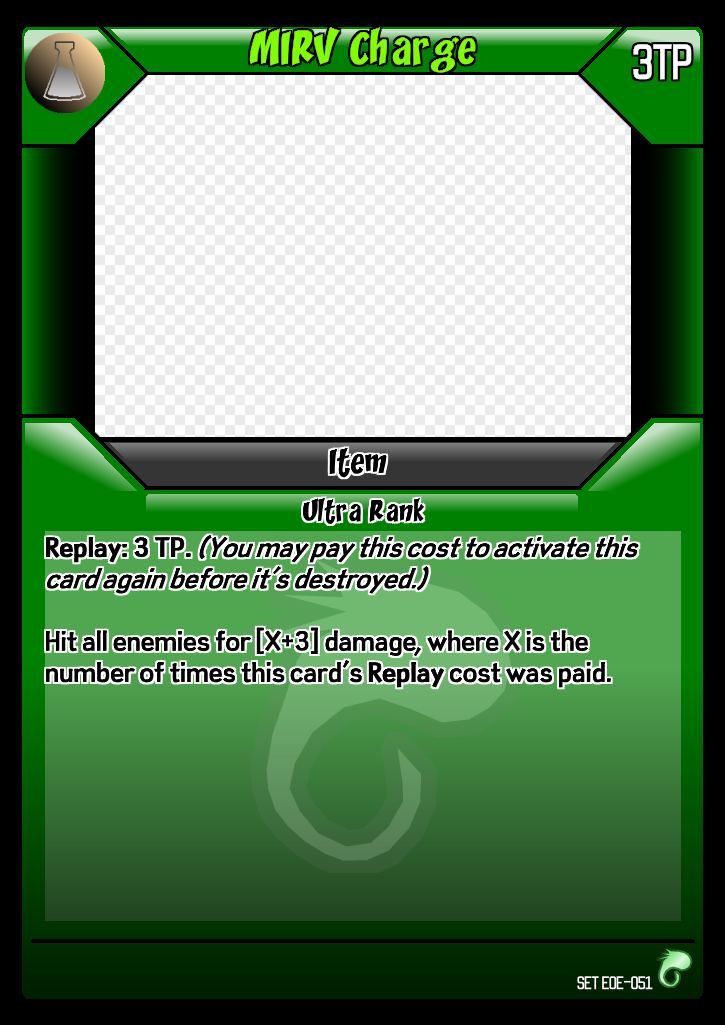 MIRV Charge
3TP
Item
Ultra Rank
Replay: 3 TP. (You may pay this cost to activate this
card again before it's destroyed.)
Hit all enemies for [X+3] damage, where X is the
number of times this card's Replay cost was paid.
SET EOE-051